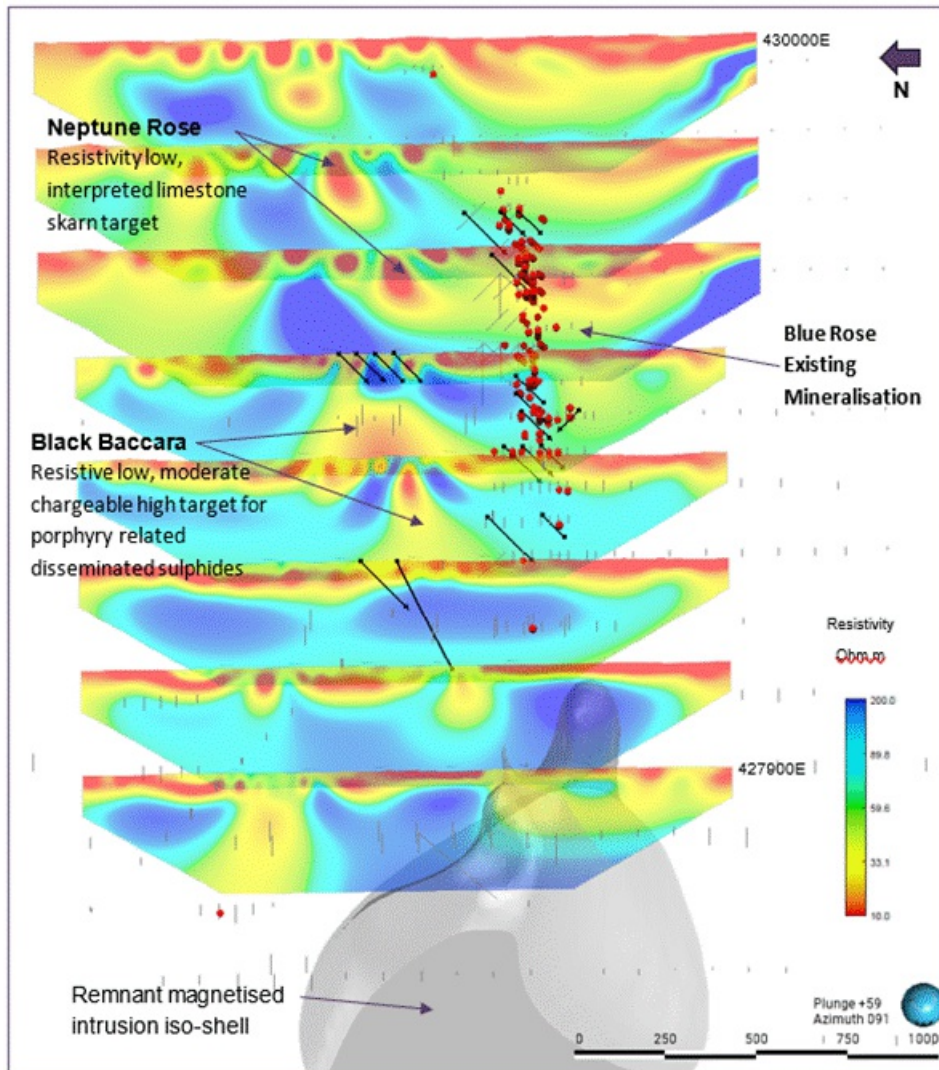 430000E
N
Neptune Rose
Resistivity low,
interpreted limestone
skarn target
Blue Rose
Existing
Mineralisation
Black Baccara
Resistive low, moderate
chargeable high target for
porphyry related
disseminated sulphides
Resistivity
Ohm.m
200.0
89.8
59.6
33.1
10.0
427900E
Remnant magnetised
intrusion iso-shell
Plunge +59
Azimuth 091
0 250 500 750 1000